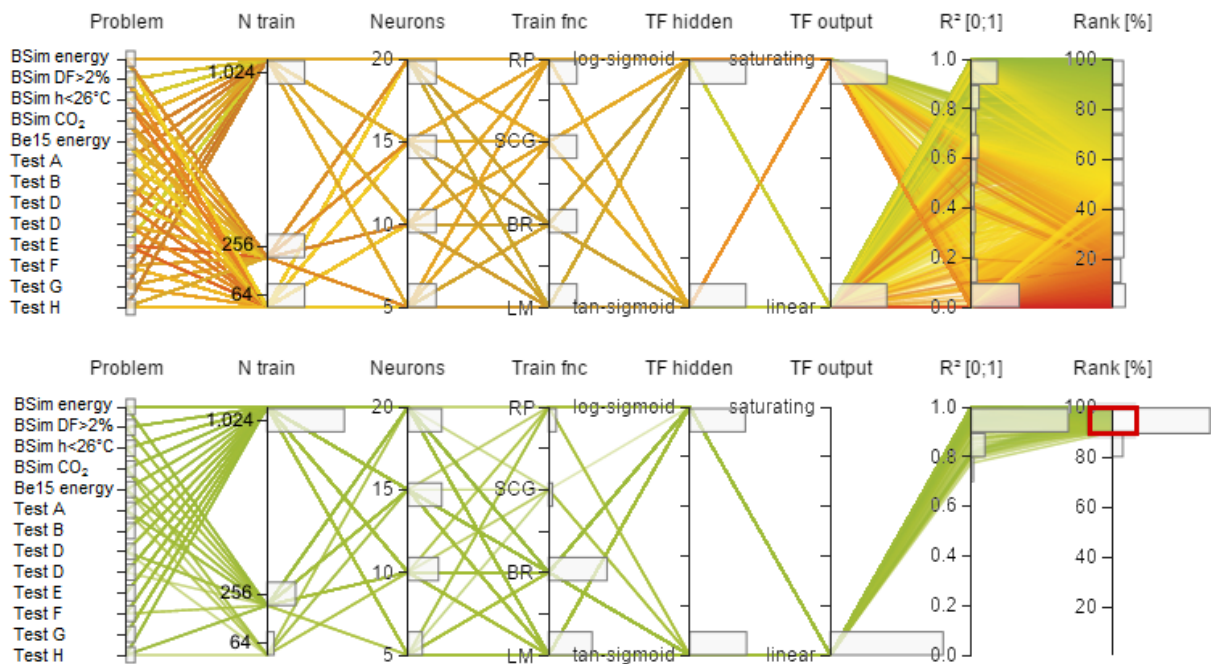 Problem N train Neurons Train fnc TF hidden TF output R² [0;1] Rank [%]
BSim energy 20 RP log-sigmoid saturating 1.0 100
BSim DF>2% 1.024
BSim h<26°C 0.8 80
BSim CO₂
Be15 energy 15 SCG
Test A 0.6 60
Test B
Test D 0.4 40
Test D 10 BR
Test E 256
Test F 0.2 20
Test G 64
Test H 5 LM tan-sigmoid linear 0.0
Problem N train Neurons Train fnc TF hidden TF output R² [0;1] Rank [%]
BSim energy 20 RP log-sigmoid saturating 1.0 100
BSim DF>2% 1.024
BSim h<26°C
BSim CO₂ 0.8 80
Be15 energy 15 SCG
Test A 0.6 60
Test B
Test D 0.4 40
Test D 10 BR
Test E 256
Test F 0.2 20
Test G 64
Test H 5 LM tan-sigmoid linear 0.0